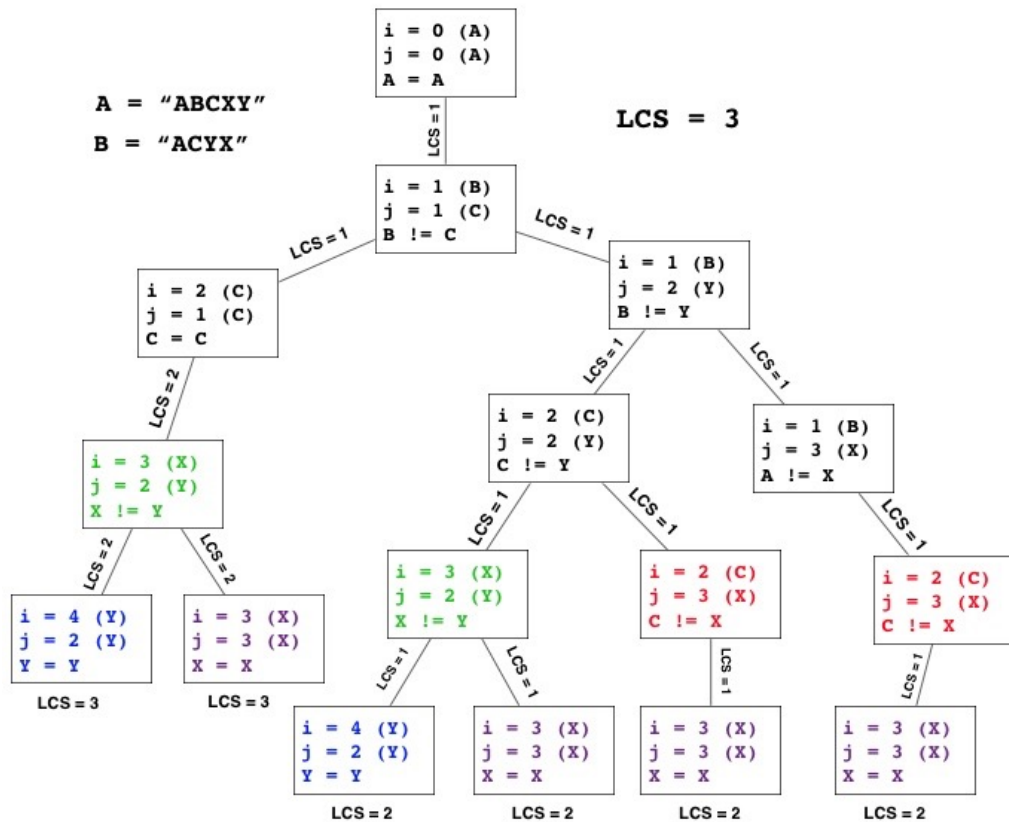 i = 0 (A)
j = 0 (A)
A = A
A = “ABCXY”
B = “ACYX”
LCS = 1
LCS = 3
i = 1 (B)
j = 1 (C)
B != C
LCS = 1
LCS = 1
i = 2 (C)
j = 1 (C)
C = C
i = 1 (B)
j = 2 (Y)
B != Y
LCS = 2
LCS = 1
LCS = 1
i = 3 (X)
j = 2 (Y)
X != Y
i = 2 (C)
j = 2 (Y)
C != Y
i = 1 (B)
j = 3 (X)
A != X
LCS = 2
LCS = 2
LCS = 1
LCS = 1
LCS = 1
i = 4 (Y)
j = 2 (Y)
Y = Y
LCS = 3
i = 3 (X)
j = 3 (X)
X = X
LCS = 3
i = 3 (X)
j = 2 (Y)
X != Y
i = 2 (C)
j = 3 (X)
C != X
i = 2 (C)
j = 3 (X)
C != X
LCS = 1
LCS = 1
LCS = 1
LCS = 1
i = 4 (Y)
j = 2 (Y)
Y = Y
LCS = 2
i = 3 (X)
j = 3 (X)
X = X
LCS = 2
i = 3 (X)
j = 3 (X)
X = X
LCS = 2
i = 3 (X)
j = 3 (X)
X = X
LCS = 2